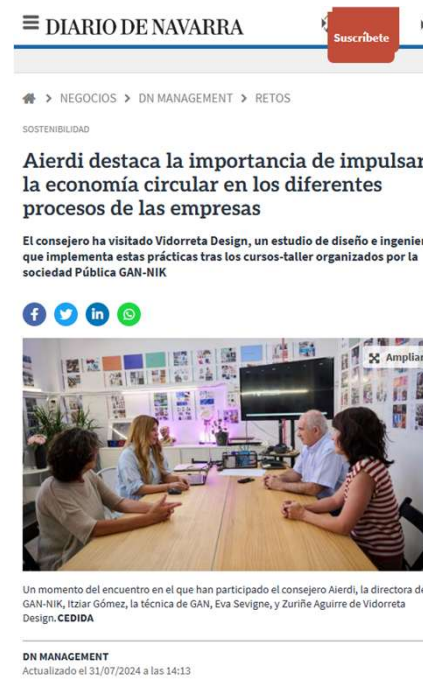 DIARIO DE NAVARRA
Suscríbete
NEGOCIOS > DN MANAGEMENT > RETOS
SOSTENIBILIDAD
Aierdi destaca la importancia de impulsar
la economía circular en los diferentes
procesos de las empresas
El consejero ha visitado Vidorreta Design, un estudio de diseño e ingenier
que implementa estas prácticas tras los cursos-taller organizados por la
sociedad Pública GAN-NIK
Ampliar
Un momento del encuentro en el que han participado el consejero Aierdi, la directora de
GAN-NIK, Itziar Gómez, la técnica de GAN, Eva Sevigne, y Zuriñe Aguirre de Vidorreta
Design. CEDIDA
DN MANAGEMENT
Actualizado el 31/07/2024 a las 14:13